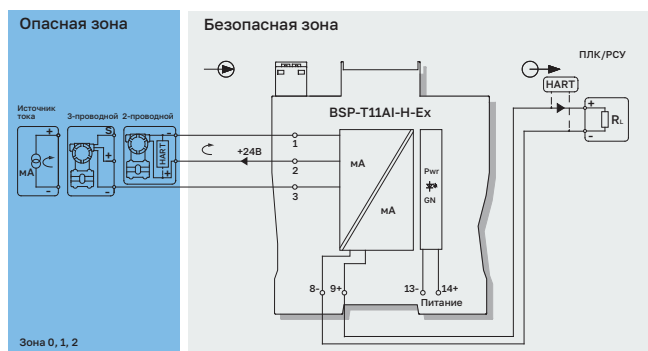 Опасная зона
Безопасная зона
ПЛК/РСУ
HART
BSP-T11AI-H-Ex
Источник
тока
3-проводной
2-проводной
+
S
+
-
мА
-
-
HART
+
+24В
1
2
3
мА
мА
Pwr
GN
+
RL
-
8-
9+
13-
14+
Питание
Зона 0, 1, 2